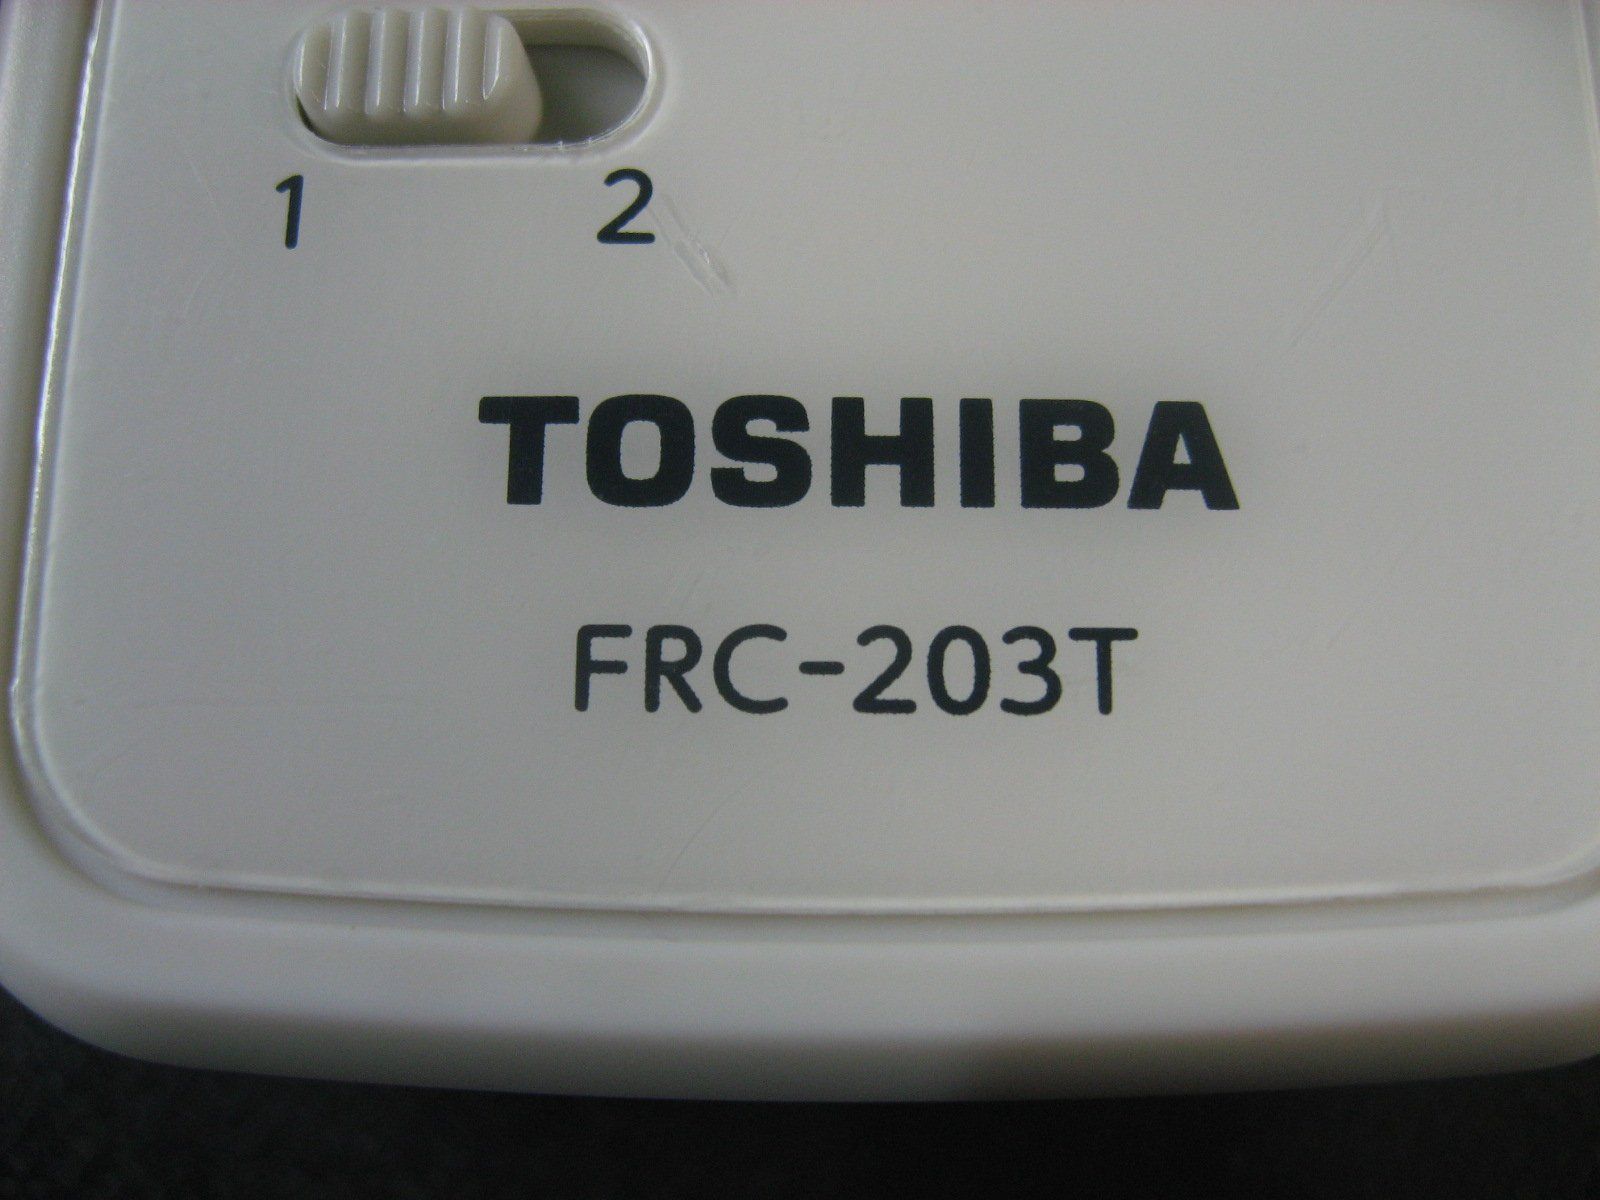 1 2
TOSHIBA
FRC-203T